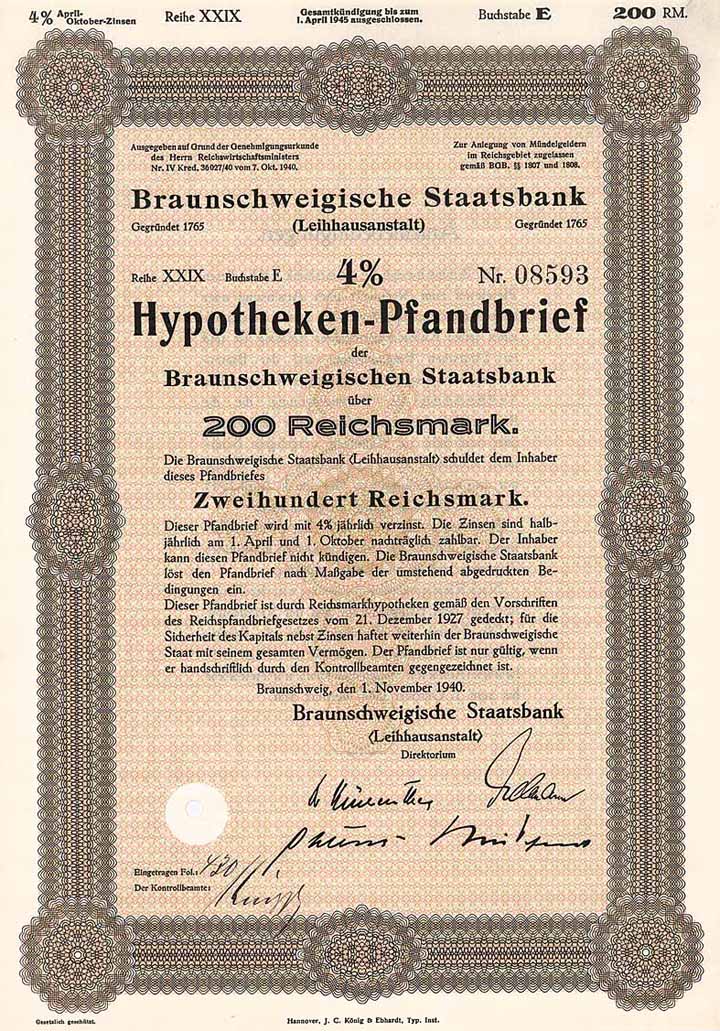 4% April-Oktober-Zinsen Reihe XXIX Gesamtkündigung bis zum 1. April 1945 ausgeschlossen. Buchstabe E 200 RM.
Ausgegeben auf Grund der Genehmigungsurkunde
des Herrn Reichswirtschaftsministers
Nr. IV Kred. 36027/40 vom 7. Okt. 1940.
Zur Anlegung von Mündelgeldern
im Reichsgebiet zugelassen
gemäß BGB. §§ 1807 und 1808.
Braunschweigische Staatsbank
Gegründet 1765 (Leihhausanstalt) Gegründet 1765
Reihe XXIX Buchstabe E 4% Nr. 08593
Hypotheken-Pfandbrief
der
Braunschweigischen Staatsbank
über
200 Reichsmark.
Die Braunschweigische Staatsbank (Leihhausanstalt) schuldet dem Inhaber
dieses Pfandbriefes
Zweihundert Reichsmark.
Dieser Pfandbrief wird mit 4% jährlich verzinst. Die Zinsen sind halb-
jährlich am 1. April und 1. Oktober nachträglich zahlbar. Der Inhaber
kann diesen Pfandbrief nicht kündigen. Die Braunschweigische Staatsbank
löst den Pfandbrief nach Maßgabe der umstehend abgedruckten Be-
dingungen ein.
Dieser Pfandbrief ist durch Reichsmarkhypotheken gemäß den Vorschriften
des Reichspfandbriefgesetzes vom 21. Dezember 1927 gedeckt; für die
Sicherheit des Kapitals nebst Zinsen haftet weiterhin der Braunschweigische
Staat mit seinem gesamten Vermögen. Der Pfandbrief ist nur gültig, wenn
er handschriftlich durch den Kontrollbeamten gegengezeichnet ist.
Braunschweig, den 1. November 1940.
Braunschweigische Staatsbank
(Leihhausanstalt)
Direktorium
Eingetragen Fol.: 430
Der Kontrollbeamte:
Gesetzlich geschützt.
Hannover, J. C. König & Ebhardt, Typ. Inst.